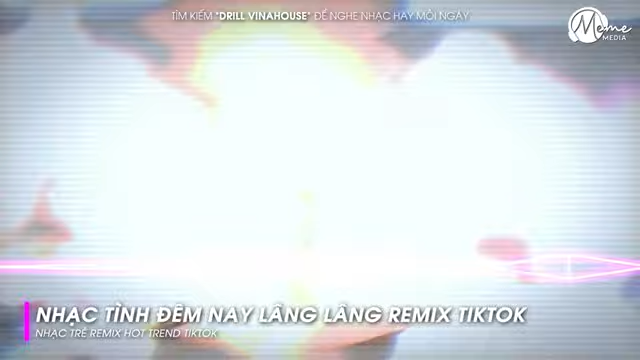 TÌM KIẾM "DRILL VINAHOUSE" ĐỂ NGHE NHẠC HAY MỖI NGÀY
Meme
MEDIA
NHẠC TÌNH ĐÊM NAY LÂNG LÂNG REMIX TIKTOK
NHẠC TRẺ REMIX HOT TREND TIKTOK